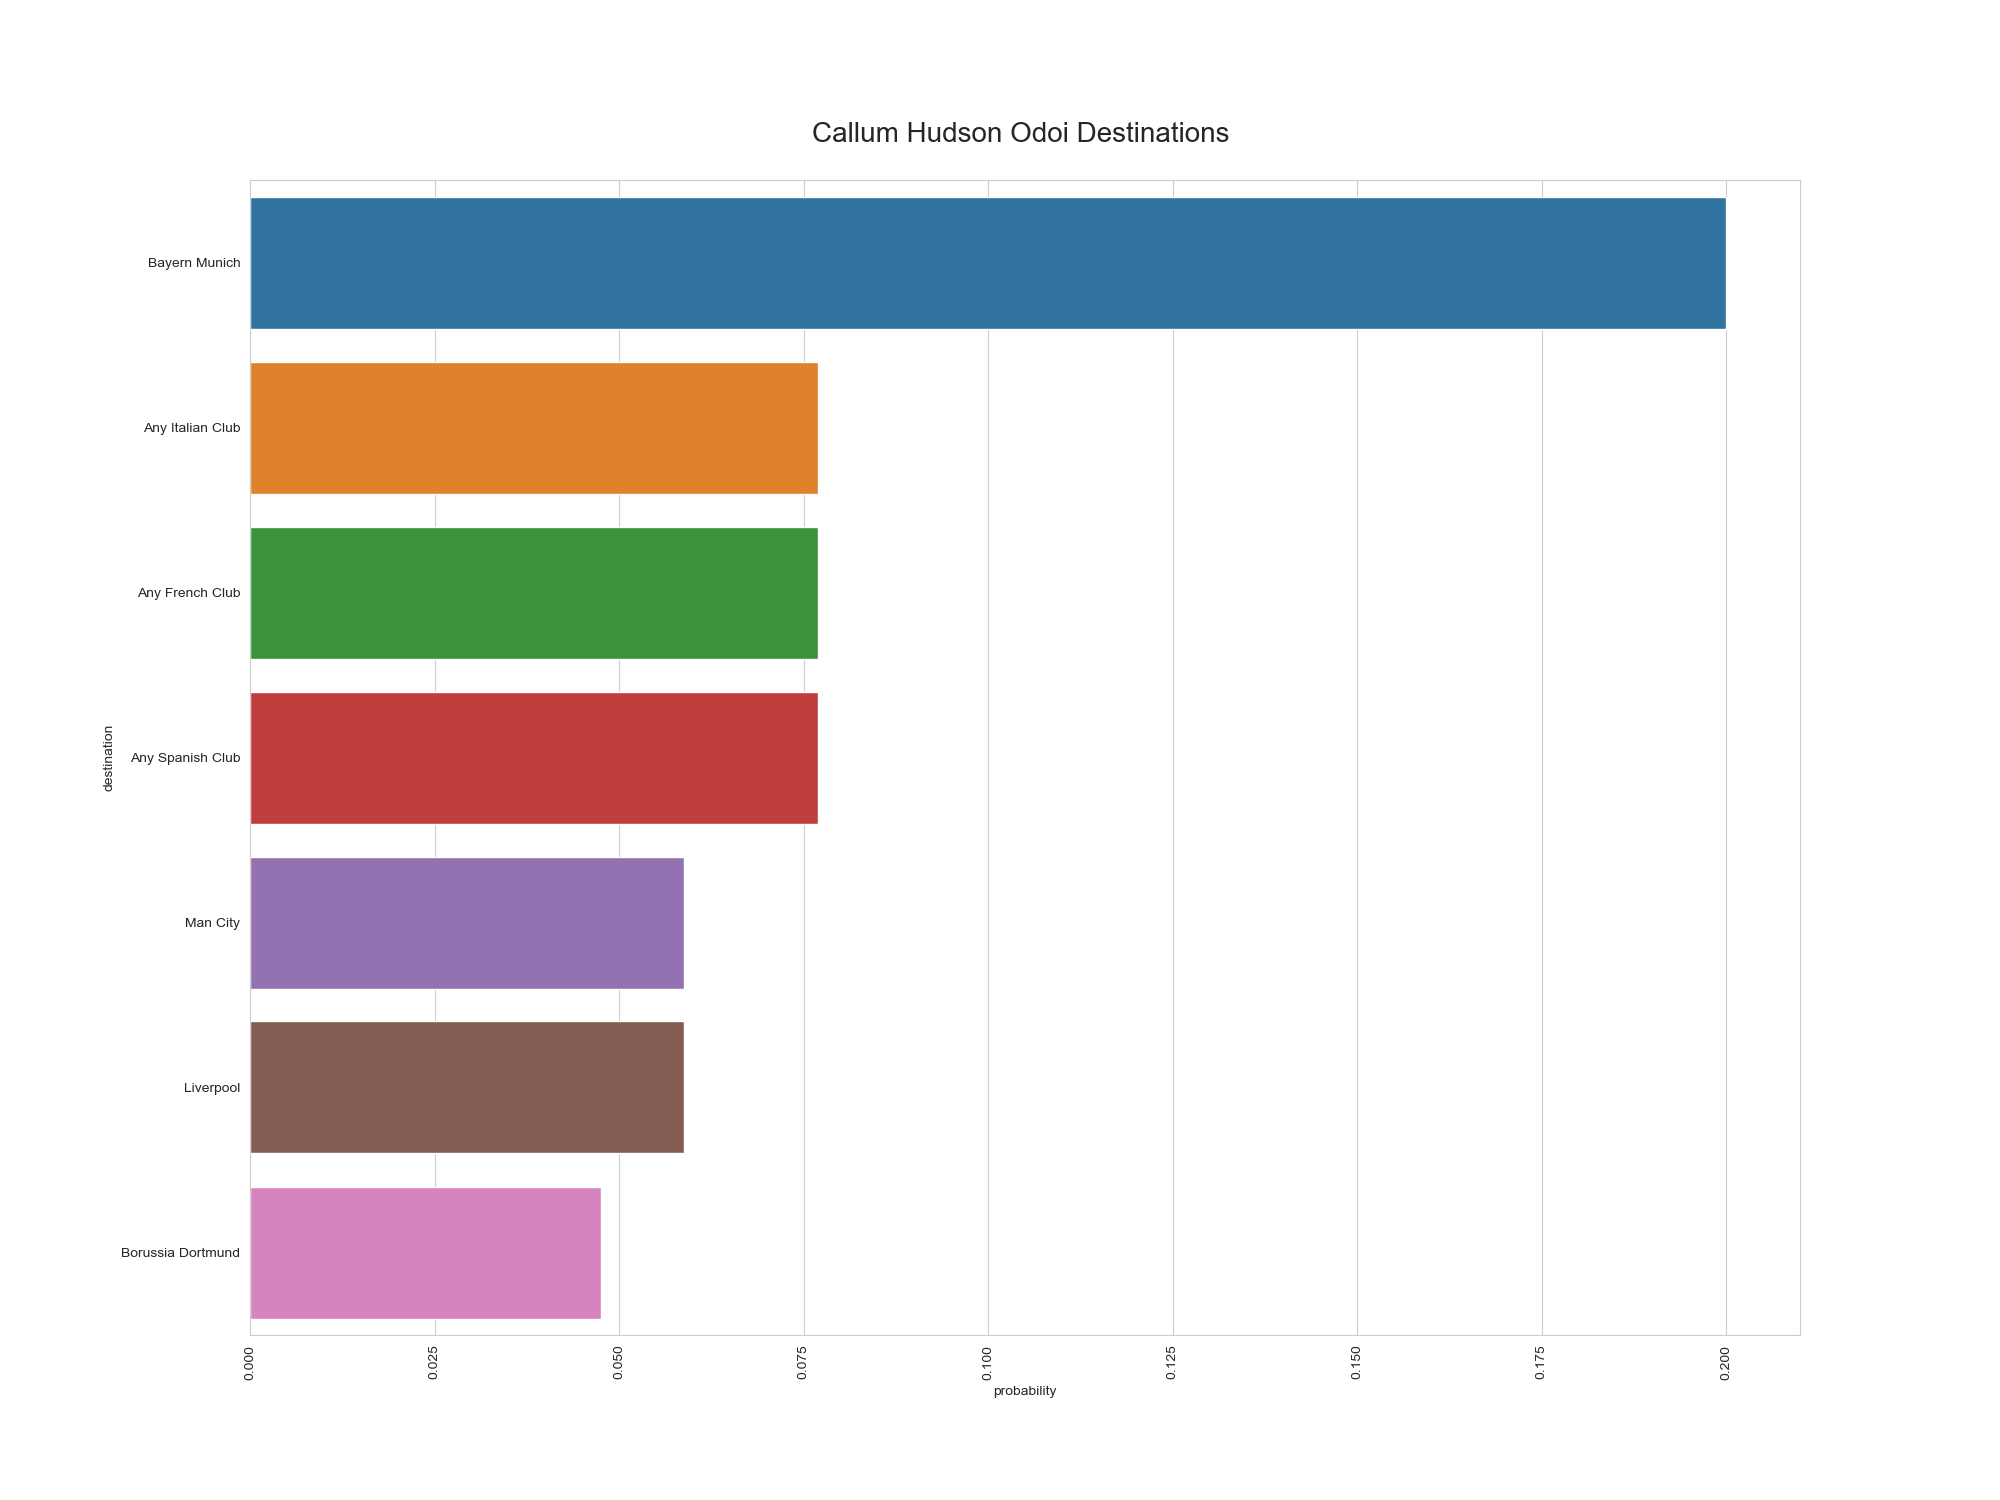 Callum Hudson Odoi Destinations
destination
Bayern Munich
Any Italian Club
Any French Club
Any Spanish Club
Man City
Liverpool
Borussia Dortmund
0.000
0.025
0.050
0.075
0.100
0.125
0.150
0.175
0.200
probability